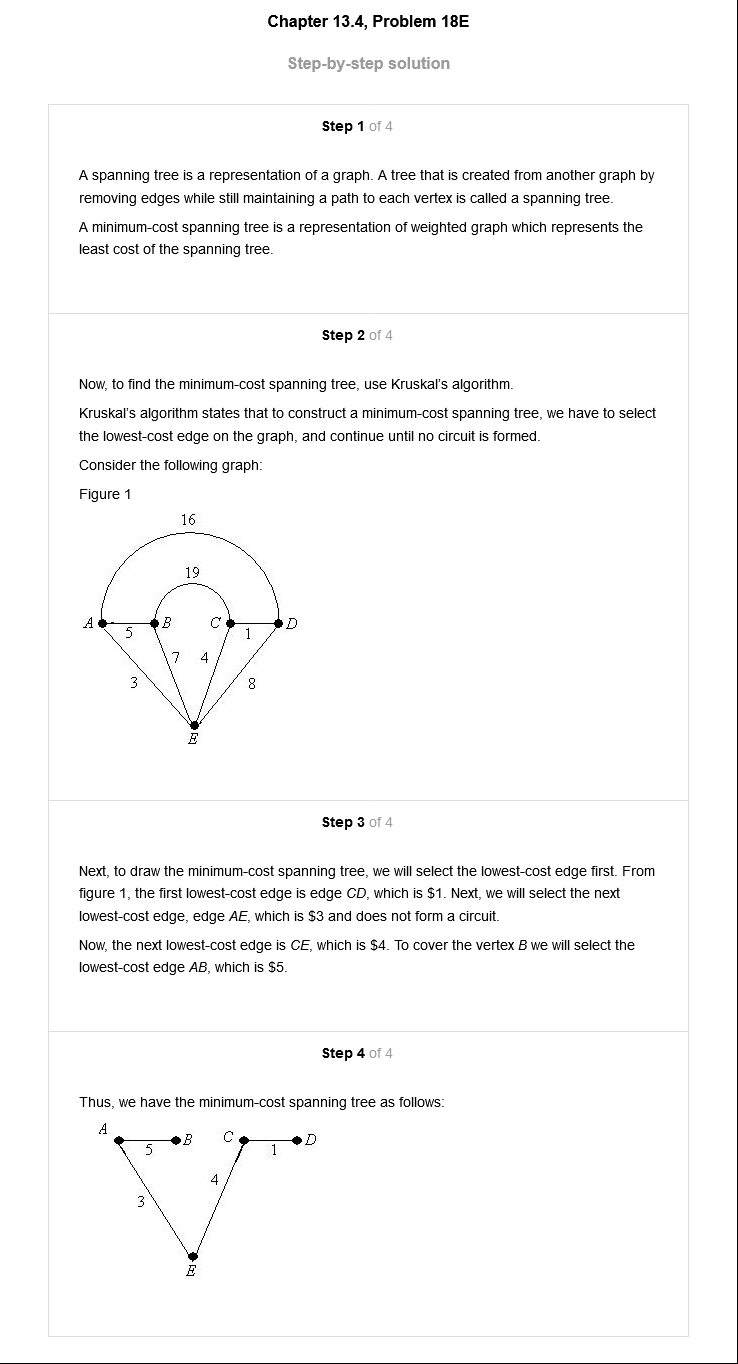 Chapter 13.4, Problem 18E
Step-by-step solution
Step 1 of 4
A spanning tree is a representation of a graph. A tree that is created from another graph by
removing edges while still maintaining a path to each vertex is called a spanning tree.
A minimum-cost spanning tree is a representation of weighted graph which represents the
least cost of the spanning tree.
Step 2 of 4
Now, to find the minimum-cost spanning tree, use Kruskal's algorithm.
Kruskal's algorithm states that to construct a minimum-cost spanning tree, we have to select
the lowest-cost edge on the graph, and continue until no circuit is formed.
Consider the following graph:
Figure 1
16
19
A B C D
5 1
7 4
3 8
E
Step 3 of 4
Next, to draw the minimum-cost spanning tree, we will select the lowest-cost edge first. From
figure 1, the first lowest-cost edge is edge CD, which is $1. Next, we will select the next
lowest-cost edge, edge AE, which is $3 and does not form a circuit.
Now, the next lowest-cost edge is CE, which is $4. To cover the vertex B we will select the
lowest-cost edge AB, which is $5.
Step 4 of 4
Thus, we have the minimum-cost spanning tree as follows:
A B C D
5 1
4
3
E